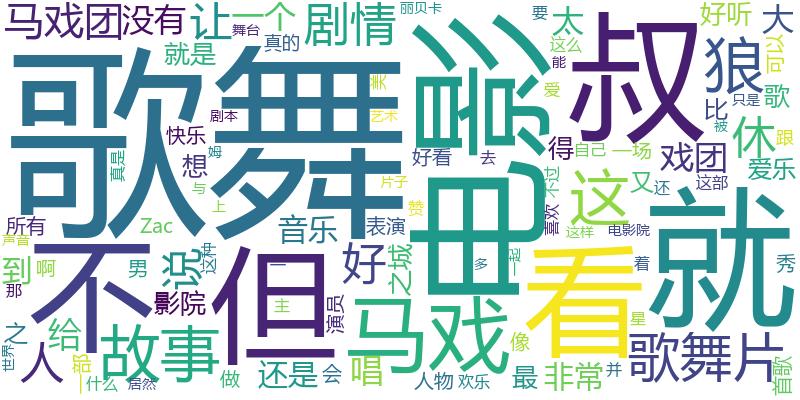 马戏团
没有
让
一个
剧情
丽贝卡
要
太
好听
大
就是
舞台
真的
这么
狼
可以
歌舞
电影
叔
能
美
爱
比
只是
歌
剧本
艺术
快乐
姆
被
跟
想
真是
好看
去
得
自己
一场
戏团
休
爱乐
与
上
片子
不过
这
又
还
这部
所有
Zac
音乐
表演
赞
喜欢
这样
电影院
声音
不
但
看
就
到
啊
男
说
这种
一
好
之城
多
一起
着
秀
那
影院
主
演员
马戏
星
之
给
故事
像
歌舞片
世界
人
一部
什么
居然
做
还是
会
唱
人物
欢乐
最
非常
并
首歌